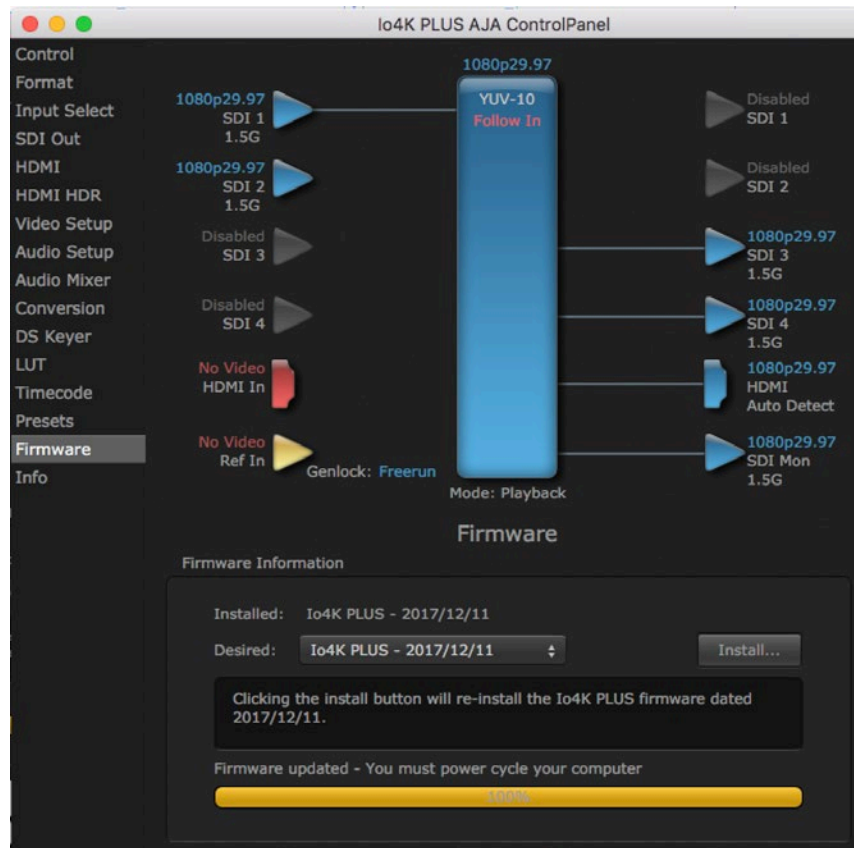 Io4K PLUS AJA ControlPanel
Control
Format
Input Select
SDI Out
HDMI
HDMI HDR
Video Setup
Audio Setup
Audio Mixer
Conversion
DS Keyer
LUT
Timecode
Presets
Firmware
Info
1080p29.97
SDI 1
1.5G
1080p29.97
SDI 2
1.5G
Disabled
SDI 3
Disabled
SDI 4
No Video
HDMI In
No Video
Ref In
Genlock: Freerun
1080p29.97
YUV-10
Follow In
Mode: Playback
Disabled
SDI 1
Disabled
SDI 2
1080p29.97
SDI 3
1.5G
1080p29.97
SDI 4
1.5G
1080p29.97
HDMI
Auto Detect
1080p29.97
SDI Mon
1.5G
Firmware
Firmware Information
Installed: Io4K PLUS - 2017/12/11
Desired: Io4K PLUS - 2017/12/11 Install...
Clicking the install button will re-install the Io4K PLUS firmware dated
2017/12/11.
Firmware updated - You must power cycle your computer
100%